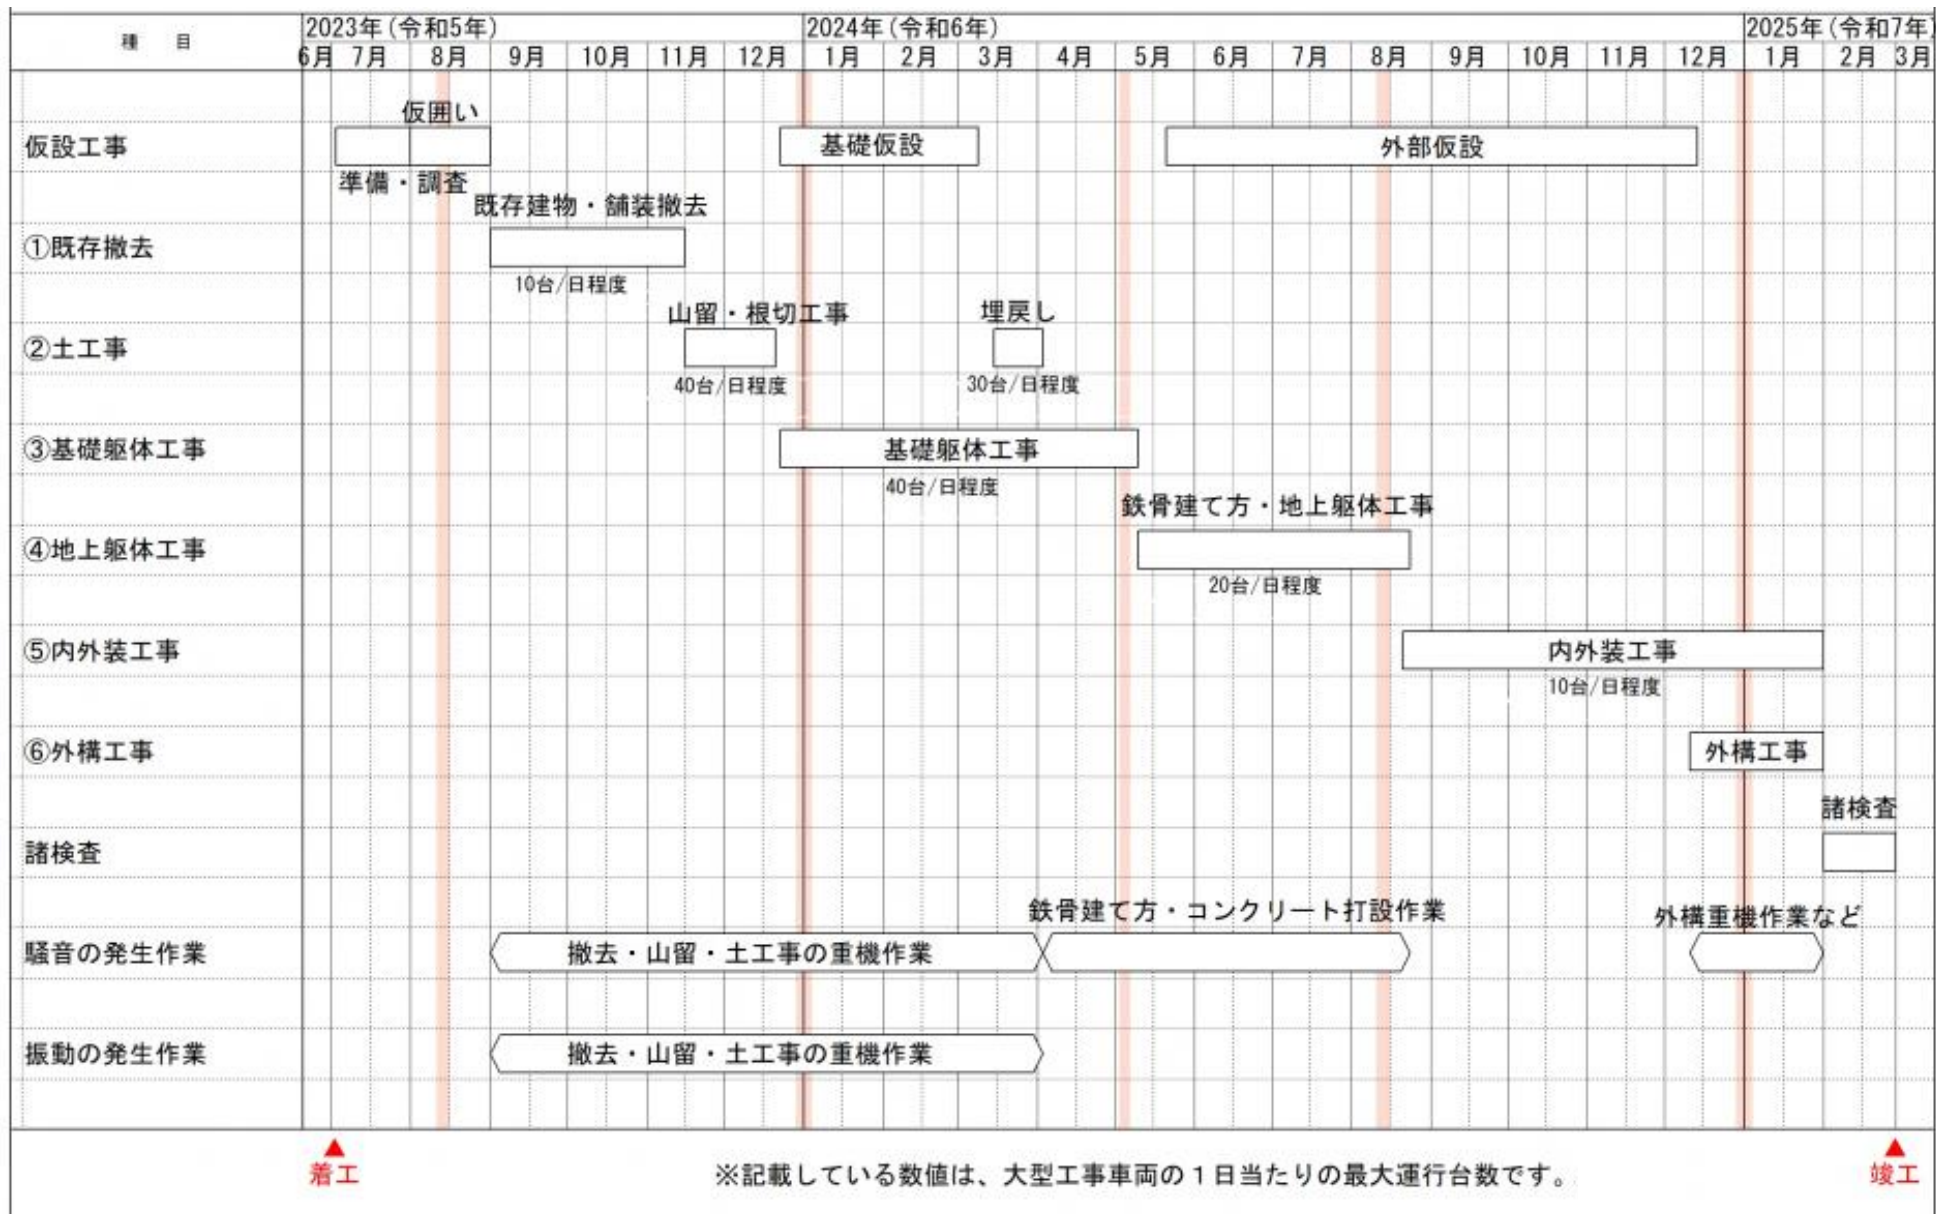 種　目
2023年(令和5年) 2024年(令和6年) 2025年(令和7年)
6月 7月 8月 9月 10月 11月 12月 1月 2月 3月 4月 5月 6月 7月 8月 9月 10月 11月 12月 1月 2月 3月
仮囲い
仮設工事 基礎仮設 外部仮設
準備・調査
既存建物・舗装撤去
①既存撤去
10台/日程度
山留・根切工事 埋戻し
②土工事
40台/日程度 30台/日程度
③基礎躯体工事 基礎躯体工事
40台/日程度
鉄骨建て方・地上躯体工事
④地上躯体工事
20台/日程度
⑤内外装工事 内外装工事
10台/日程度
⑥外構工事 外構工事
諸検査
諸検査
鉄骨建て方・コンクリート打設作業 外構重機作業など
騒音の発生作業 撤去・山留・土工事の重機作業
振動の発生作業 撤去・山留・土工事の重機作業
▲ ▲
着工 ※記載している数値は、大型工事車両の１日当たりの最大運行台数です。 竣工